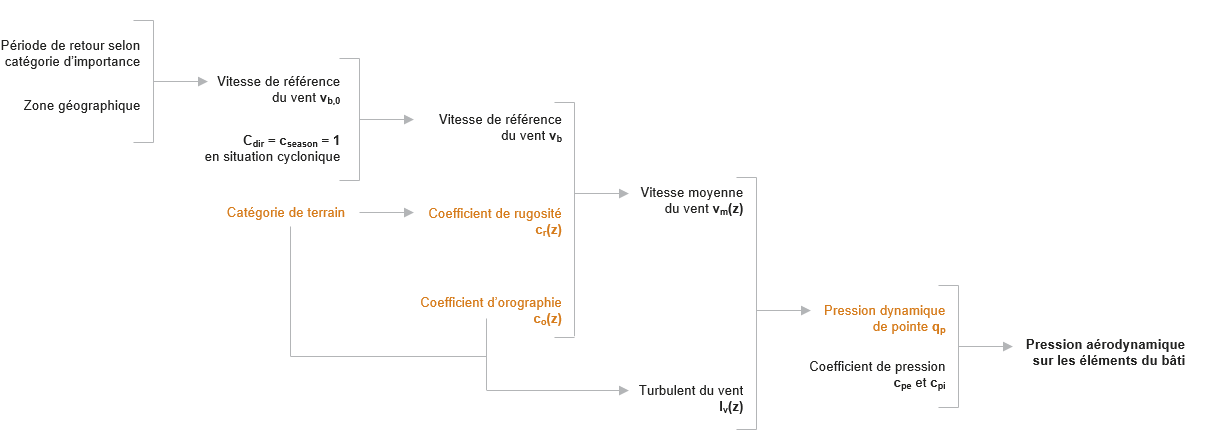 Période de retour selon
catégorie d'importance
Zone géographique
Vitesse de référence
du vent vb,0
Cdir = cseason = 1
en situation cyclonique
Vitesse de référence
du vent vb
Catégorie de terrain
Coefficient de rugosité
cr(z)
Coefficient d'orographie
co(z)
Vitesse moyenne
du vent vm(z)
Turbulent du vent
Iv(z)
Pression dynamique
de pointe qp
Coefficient de pression
cpe et cpi
Pression aérodynamique
sur les éléments du bâti